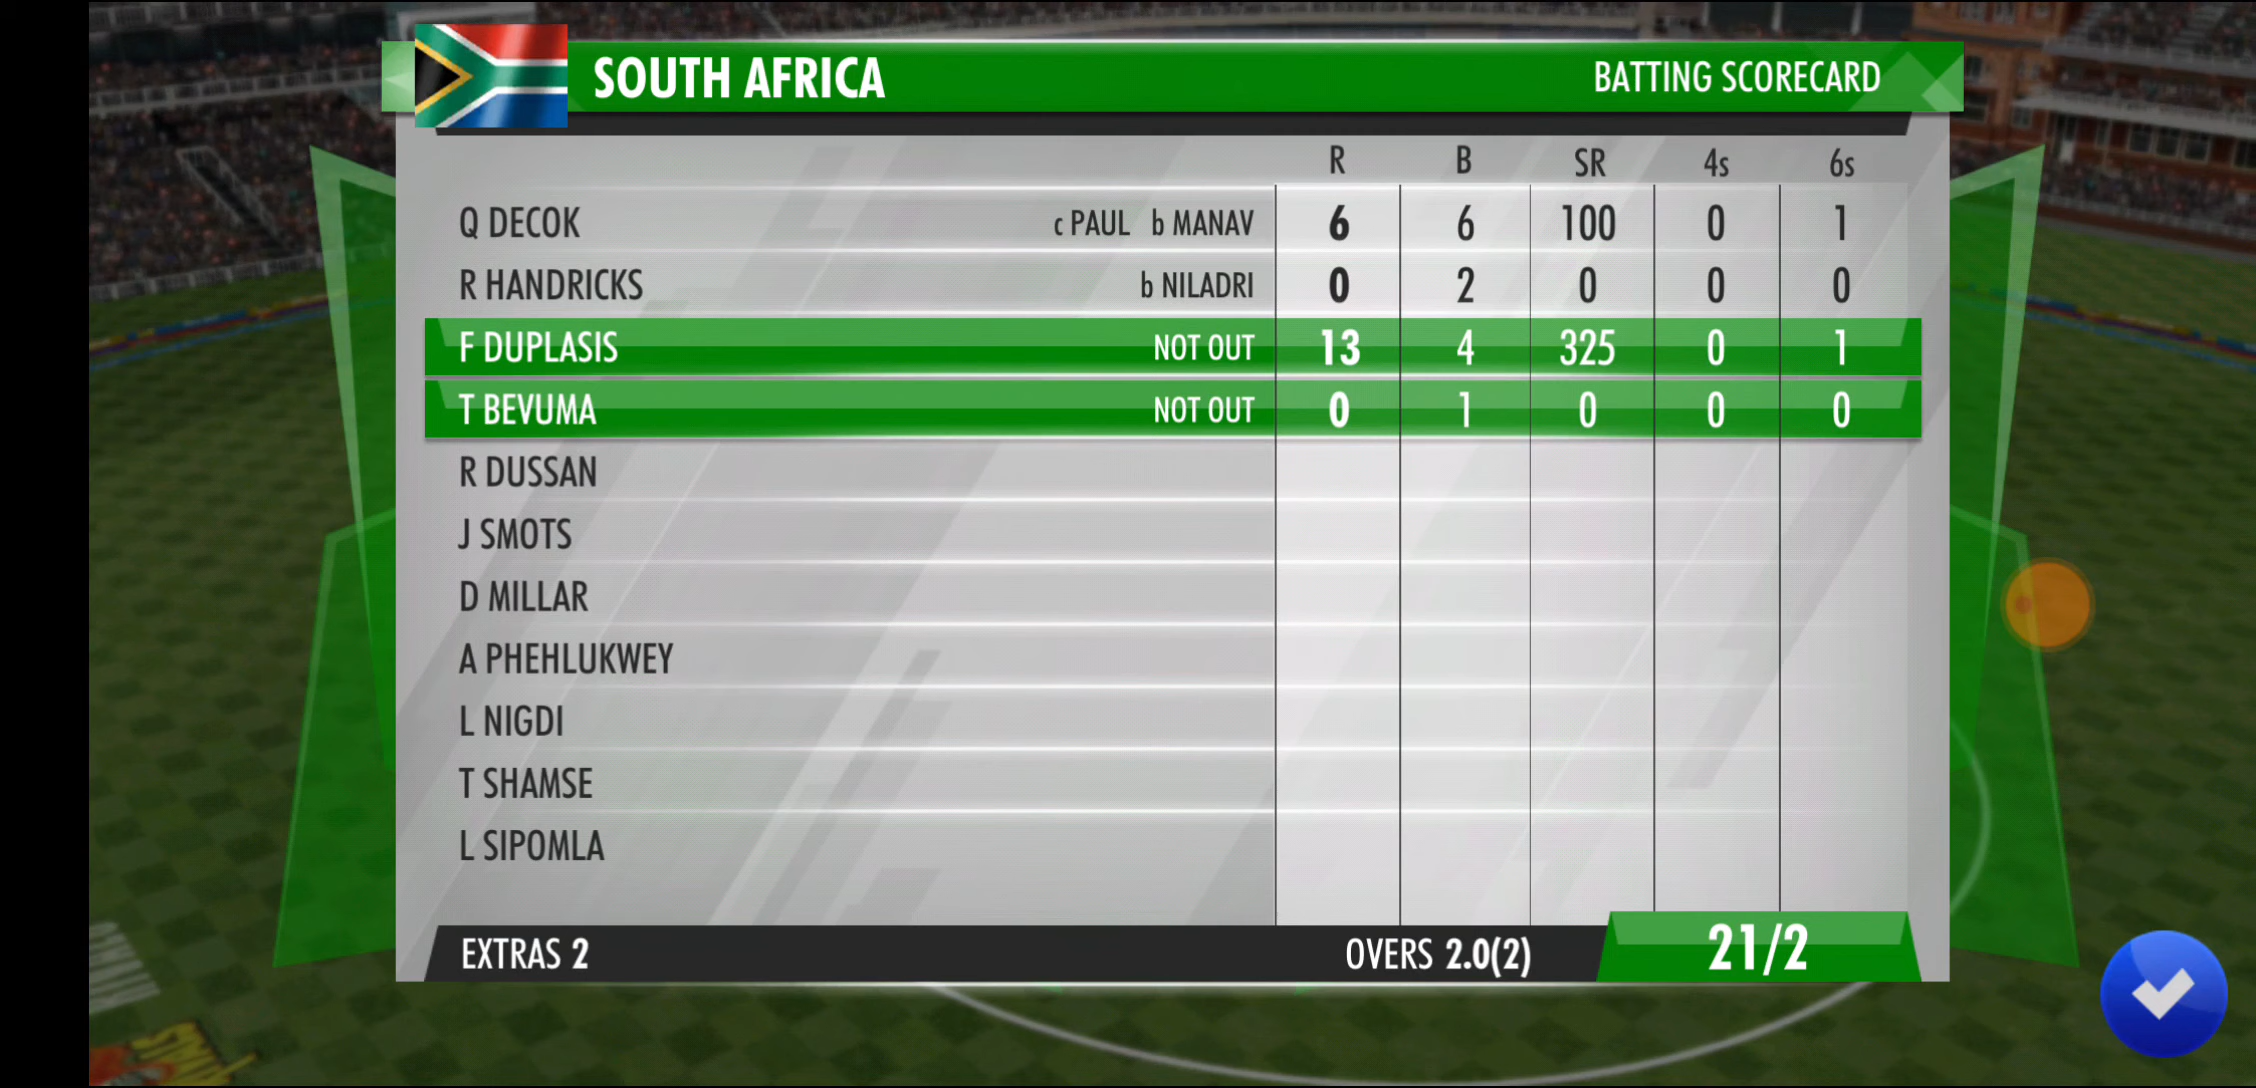 SOUTH AFRICA BATTING SCORECARD
R B SR 4s 6s
Q DECOK c PAUL b MANAV 6 6 100 0 1
R HANDRICKS b NILADRI 0 2 0 0 0
F DUPLASIS NOT OUT 13 4 325 0 1
T BEVUMA NOT OUT 0 1 0 0 0
R DUSSAN
J SMOTS
D MILLAR
A PHEHLUKWEY
L NIGDI
T SHAMSE
L SIPOMLA
EXTRAS 2 OVERS 2.0(2) 21/2